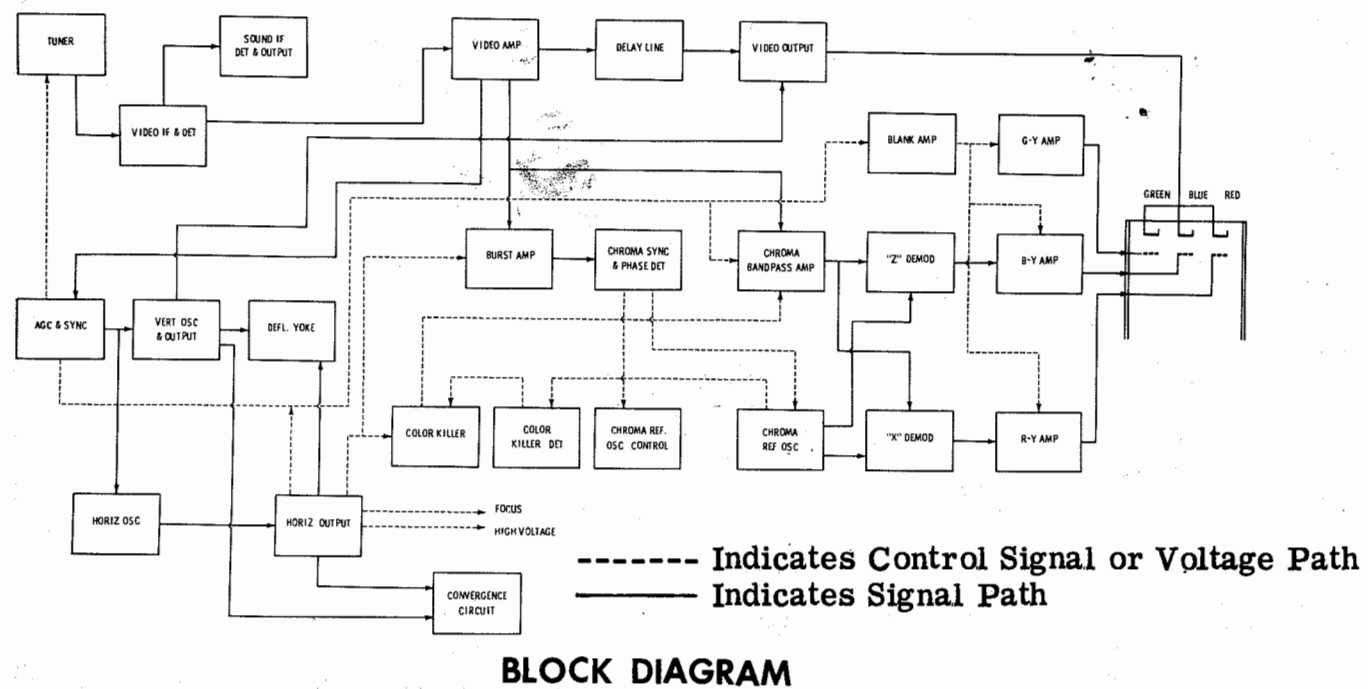 TUNER
SOUND IF
DET & OUTPUT
VIDEO IF & DET
VIDEO AMP
DELAY LINE
VIDEO OUTPUT
BLANK AMP
G-Y AMP
GREEN BLUE RED
BURST AMP
CHROMA SYNC
& PHASE DET
CHROMA
BANDPASS AMP
"Z" DEMOD
B-Y AMP
AGC & SYNC
VERT OSC
& OUTPUT
DEFL. YOKE
COLOR KILLER
COLOR
KILLER DET
CHROMA REF.
OSC CONTROL
CHROMA
REF OSC
"X" DEMOD
R-Y AMP
HORIZ OSC
HORIZ OUTPUT
FOCUS
HIGH VOLTAGE
CONVERGENCE
CIRCUIT
------- Indicates Control Signal or Voltage Path
Indicates Signal Path
BLOCK DIAGRAM